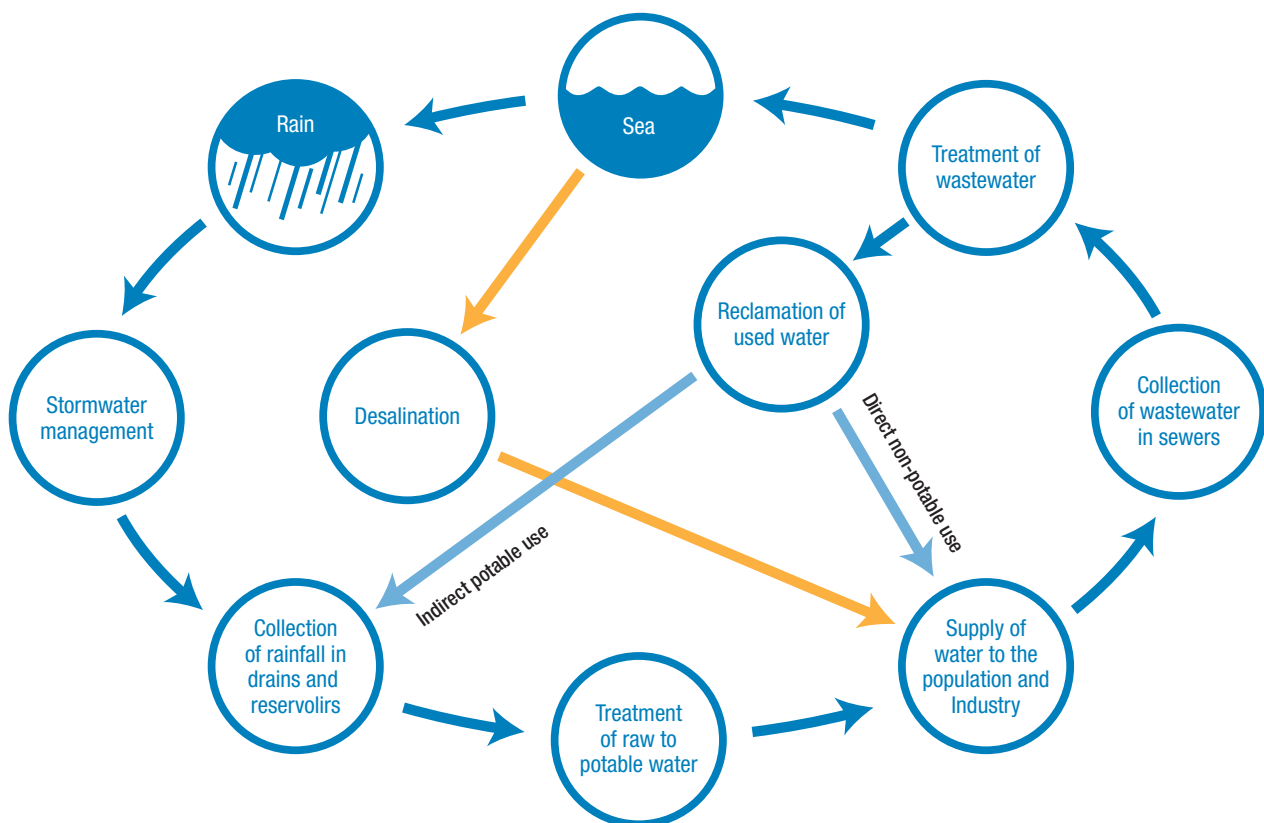 Rain
Sea
Treatment of
wastewater
Reclamation of
used water
Stormwater
management
Desalination
Collection
of wastewater
in sewers
Indirect potable use
Direct non-potable use
Collection
of rainfall in
drains and
reservolirs
Treatment
of raw to
potable water
Supply of
water to the
population and
Industry